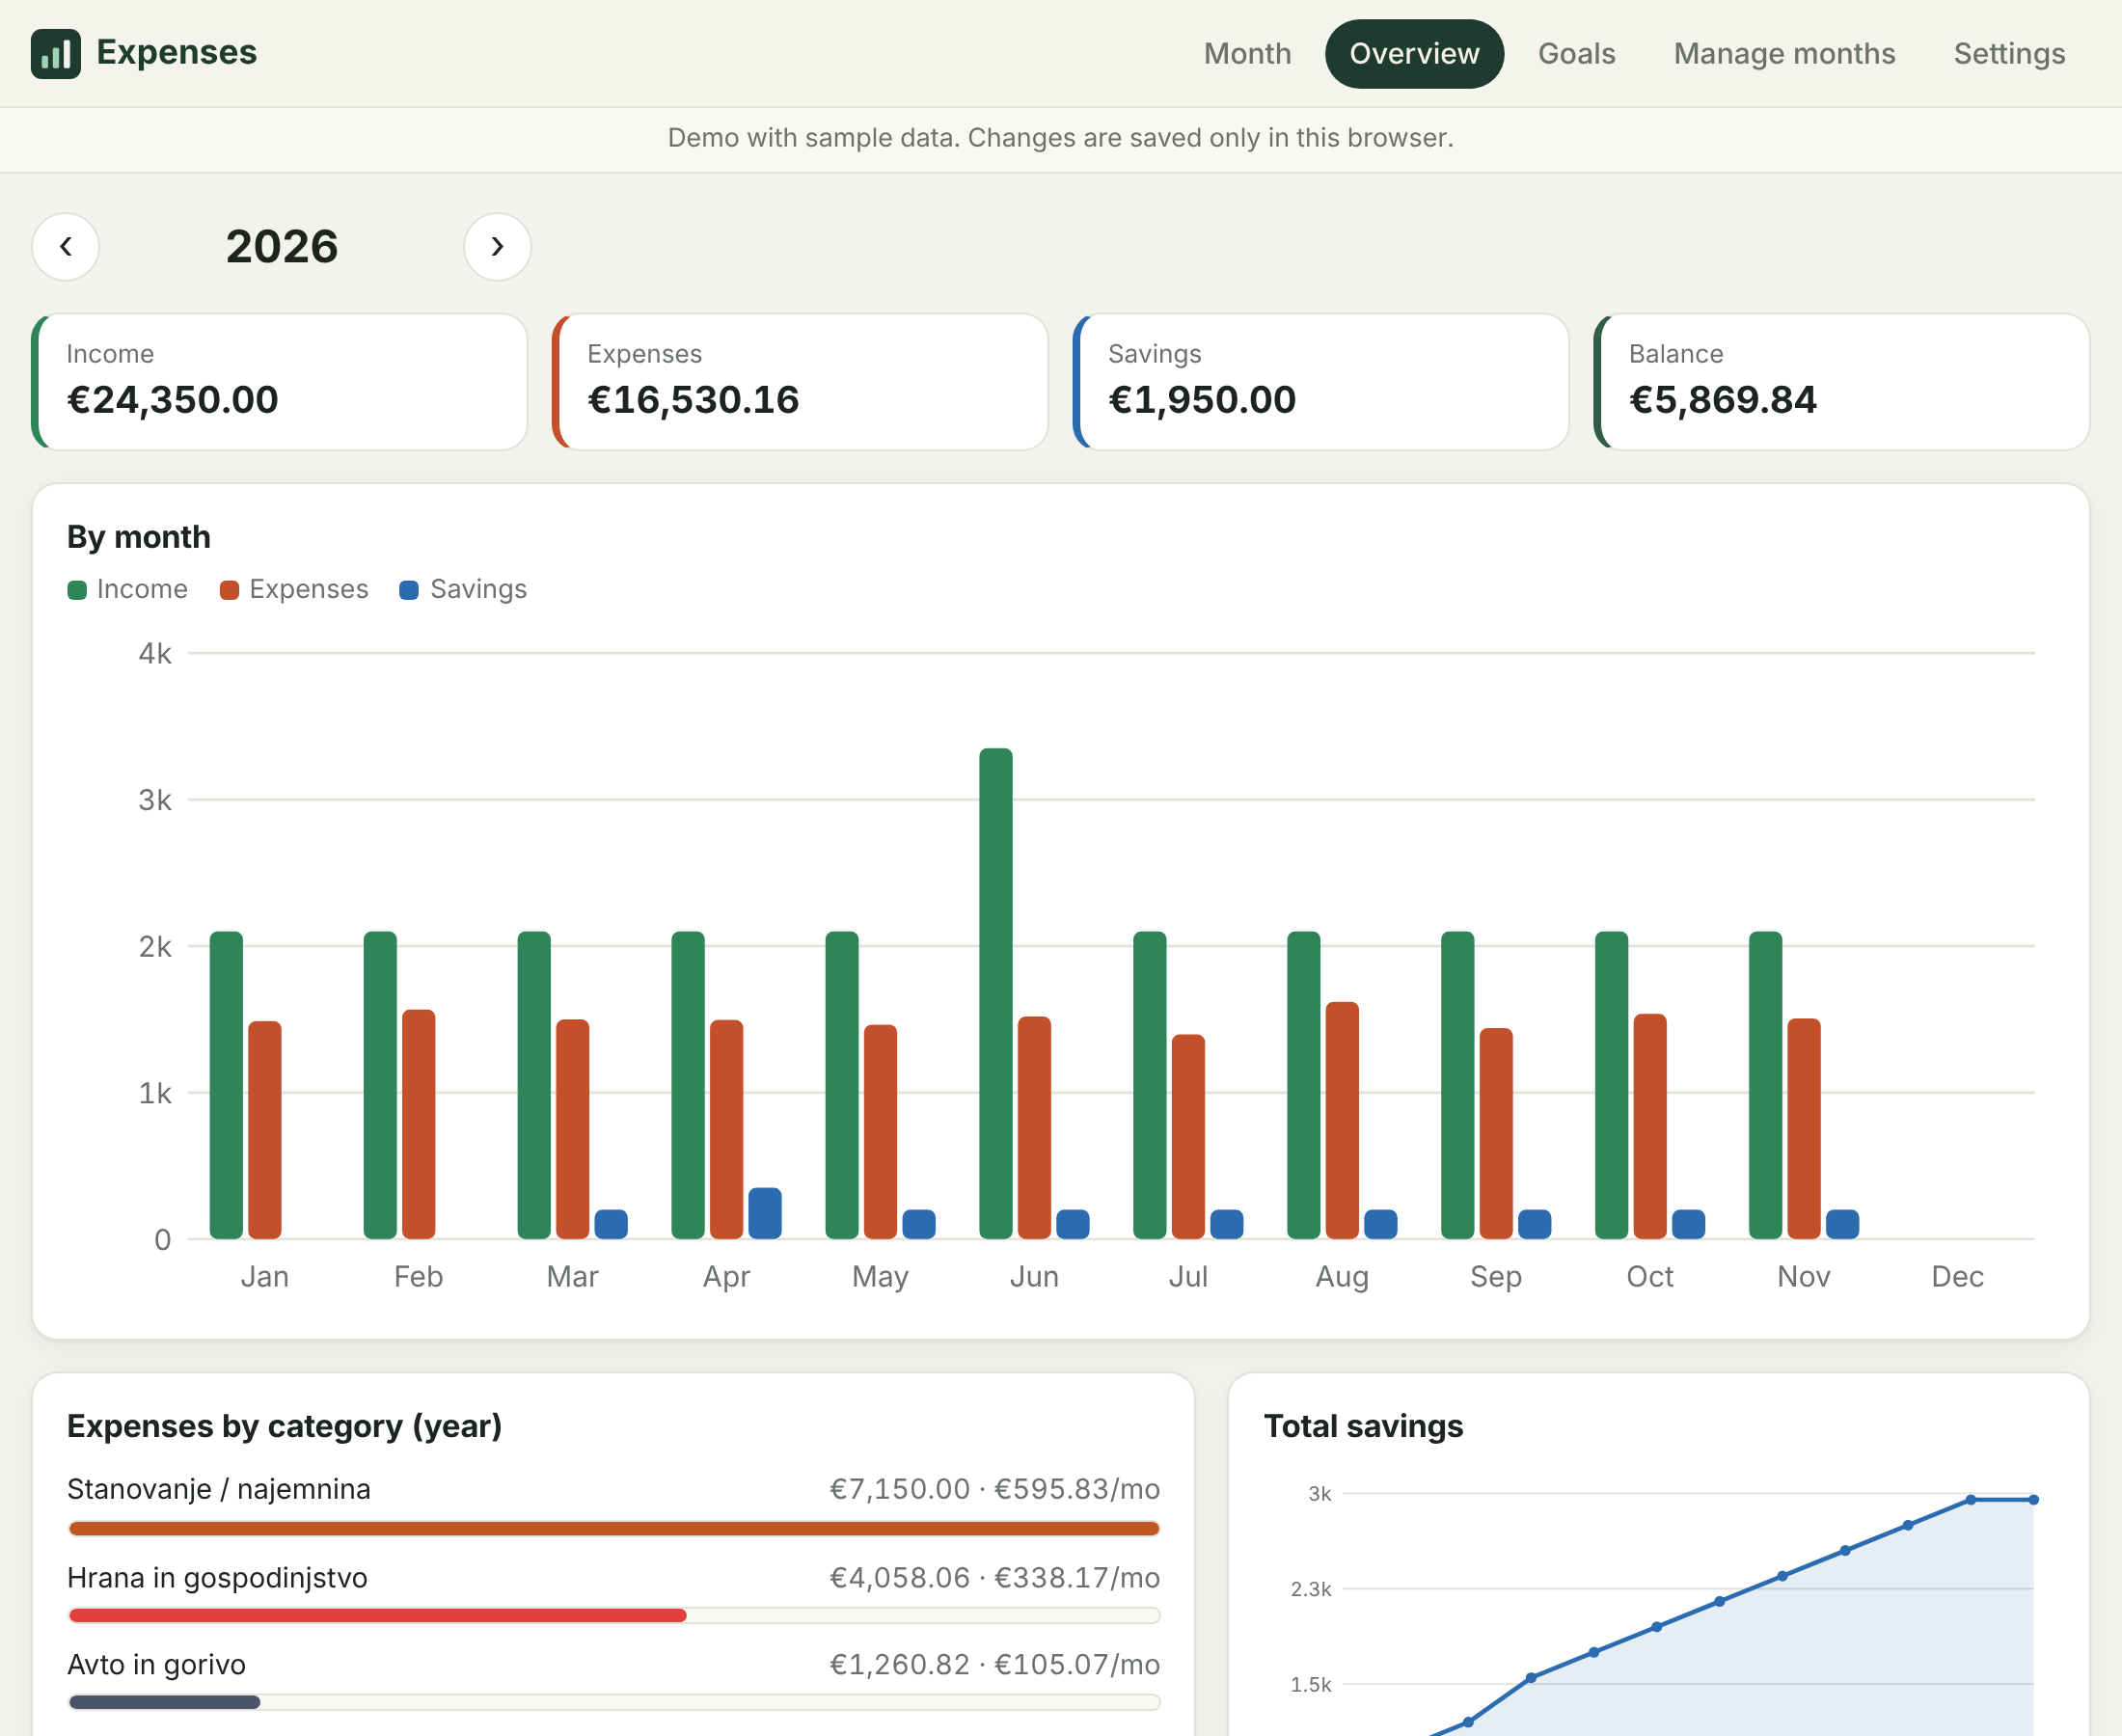 Expenses
Month Overview Goals Manage months Settings
Demo with sample data. Changes are saved only in this browser.
‹ 2026 ›
Income
€24,350.00
Expenses
€16,530.16
Savings
€1,950.00
Balance
€5,869.84
By month
Income Expenses Savings
4k
3k
2k
1k
0
Jan Feb Mar Apr May Jun Jul Aug Sep Oct Nov Dec
Expenses by category (year)
Stanovanje / najemnina €7,150.00 · €595.83/mo
Hrana in gospodinjstvo €4,058.06 · €338.17/mo
Avto in gorivo €1,260.82 · €105.07/mo
Total savings
3k
2.3k
1.5k